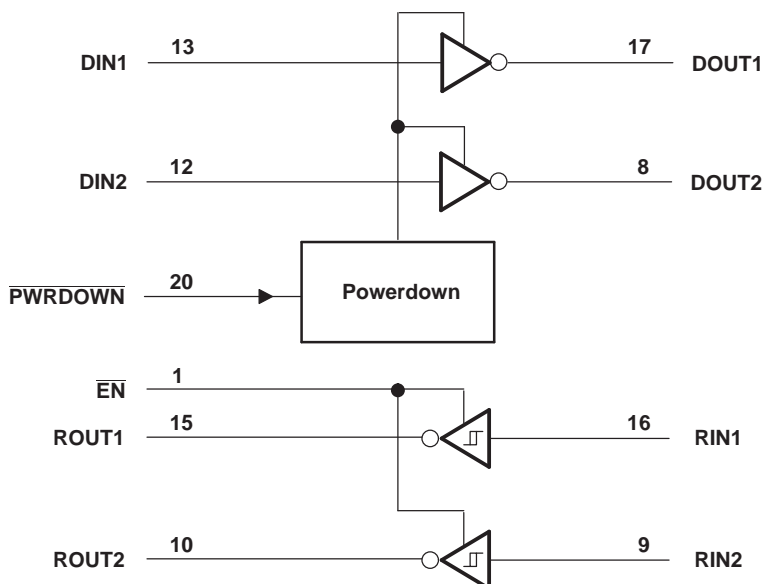 DIN1 13 17 DOUT1
DIN2 12 8 DOUT2
PWRDOWN 20 Powerdown
EN 1
ROUT1 15 16 RIN1
ROUT2 10 9 RIN2